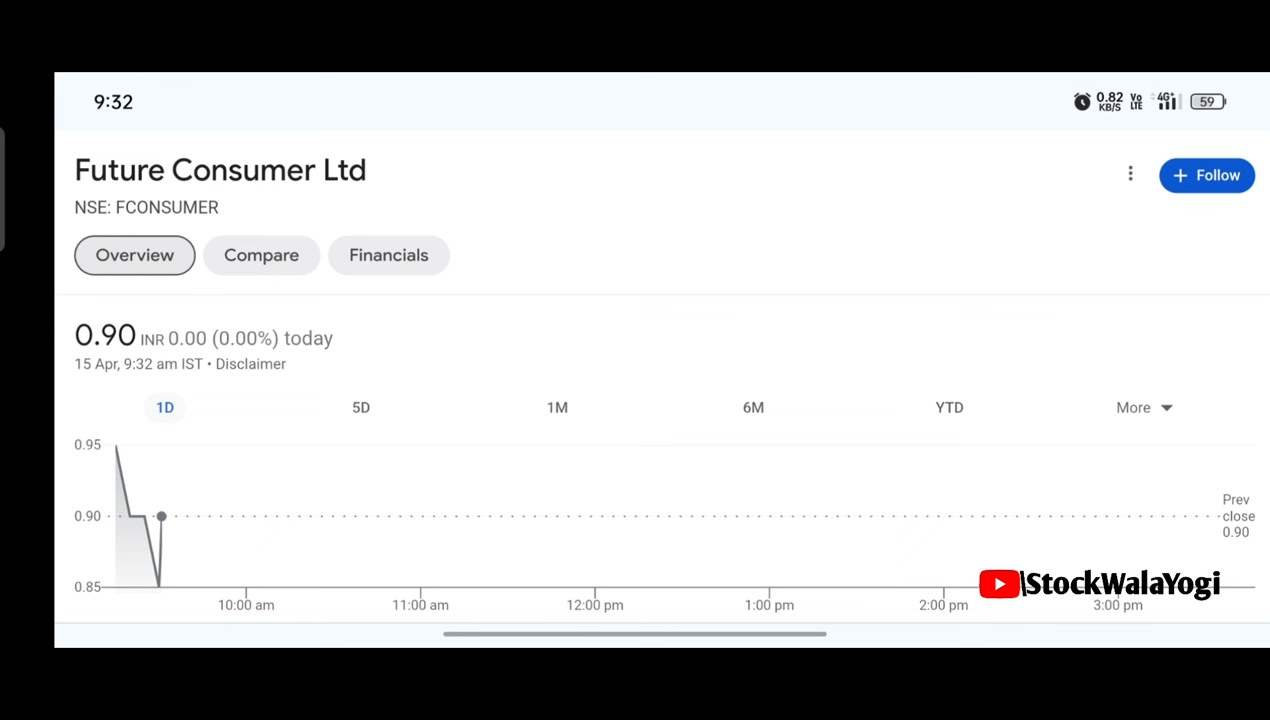 9:32
0.82 KB/S Vo LTE 4G+ 59
Future Consumer Ltd
+ Follow
NSE: FCONSUMER
Overview Compare Financials
0.90 INR 0.00 (0.00%) today
15 Apr, 9:32 am IST • Disclaimer
1D 5D 1M 6M YTD More
0.95
0.90
Prev
close
0.90
0.85
\StockWalaYogi
10:00 am 11:00 am 12:00 pm 1:00 pm 2:00 pm 3:00 pm